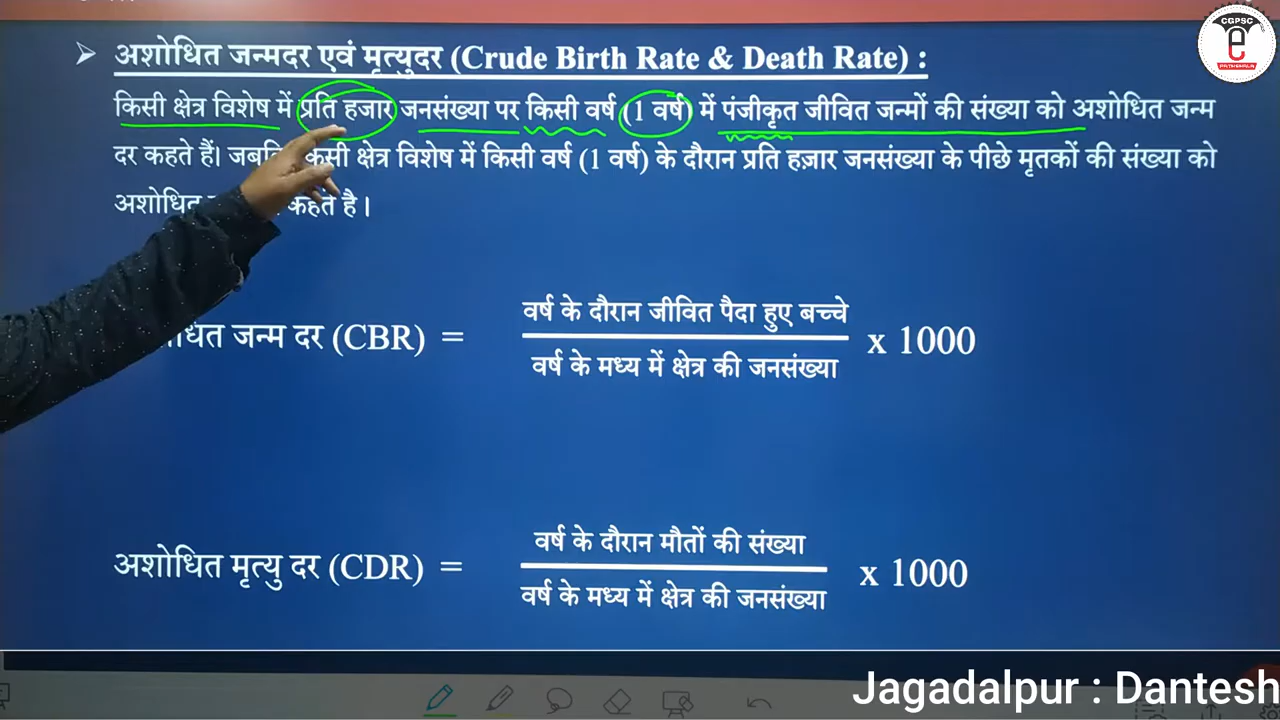 CGPSC
e
PATHSHALA
➤ अशोधित जन्मदर एवं मृत्युदर (Crude Birth Rate & Death Rate) :
किसी क्षेत्र विशेष में प्रति हजार जनसंख्या पर किसी वर्ष (1 वर्ष) में पंजीकृत जीवित जन्मों की संख्या को अशोधित जन्म
दर कहते हैं। क्षेत्र विशेष में किसी वर्ष (1 वर्ष) के दौरान प्रति हज़ार जनसंख्या के पीछे मृतकों की संख्या को
कहते है।
जन्म दर (CBR) =
वर्ष के दौरान जीवित पैदा हुए बच्चे
वर्ष के मध्य में क्षेत्र की जनसंख्या
x 1000
अशोधित मृत्यु दर (CDR) =
वर्ष के दौरान मौतों की संख्या
वर्ष के मध्य में क्षेत्र की जनसंख्या
x 1000
Jagadalpur : Dantesh